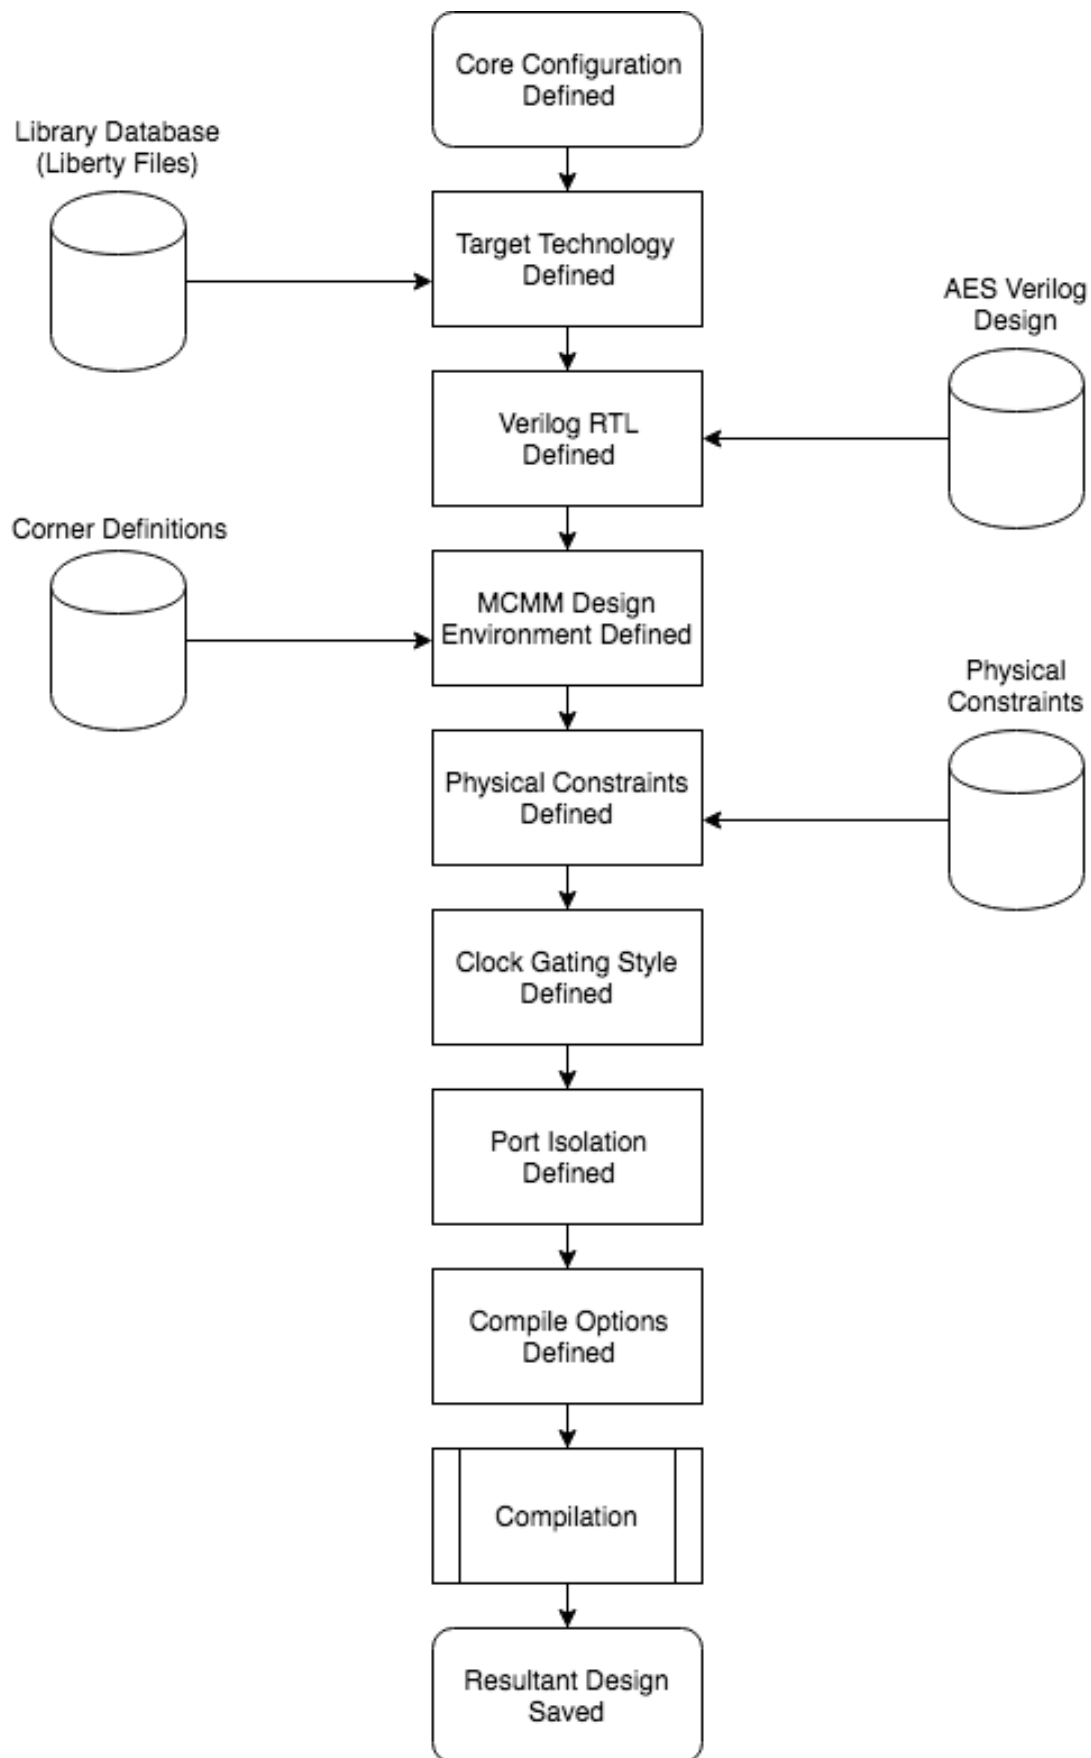 Core Configuration
Defined
Library Database
(Liberty Files)
Target Technology
Defined
AES Verilog
Design
Verilog RTL
Defined
Corner Definitions
MCMM Design
Environment Defined
Physical
Constraints
Physical Constraints
Defined
Clock Gating Style
Defined
Port Isolation
Defined
Compile Options
Defined
Compilation
Resultant Design
Saved